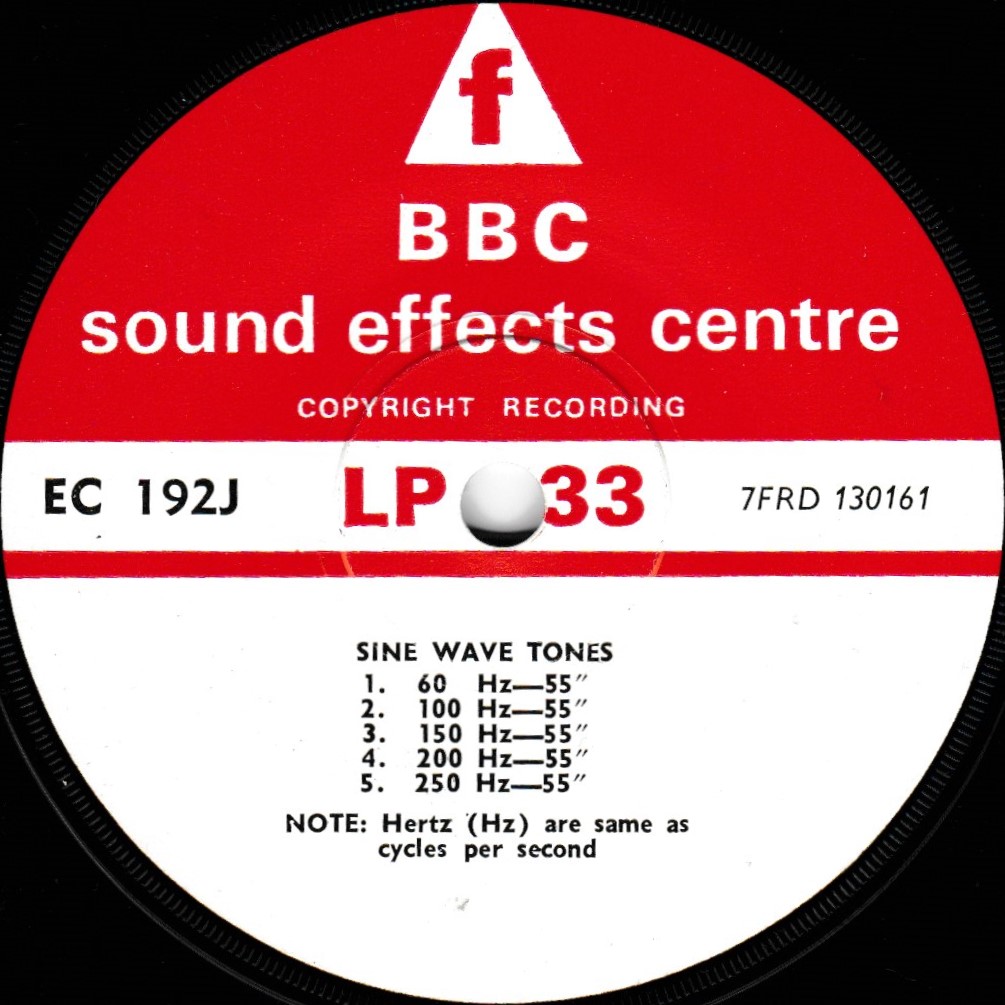 f
BBC
sound effects centre
COPYRIGHT RECORDING
EC 192J LP 33 7FRD 130161
SINE WAVE TONES
1. 60 Hz—55″
2. 100 Hz—55″
3. 150 Hz—55″
4. 200 Hz—55″
5. 250 Hz—55″
NOTE: Hertz (Hz) are same as
cycles per second